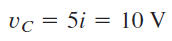 v_C = 5i = 10 V